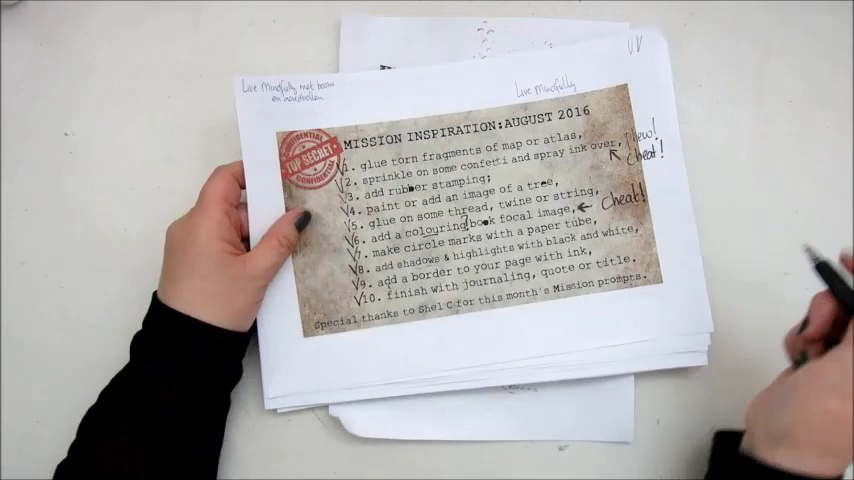 Live Mindfully met boom
en
Live Mindfully
VV
CONFIDENTIAL
TOP SECRET
CONFIDENTIAL
MISSION INSPIRATION:AUGUST 2016
1. glue torn fragments of map or atlas,
2. sprinkle on some confetti and spray ink over, Phew!
Cheat!
3. add rubber stamping;
4. paint or add an image of a tree,
5. glue on some thread, twine or string,
6. add a colouring book focal image, Cheat!
?
7. make circle marks with a paper tube,
8. add shadows & highlights with black and white,
9. add a border to your page with ink,
10. finish with journaling, quote or title.
Special thanks to Shel C for this month's Mission prompts.